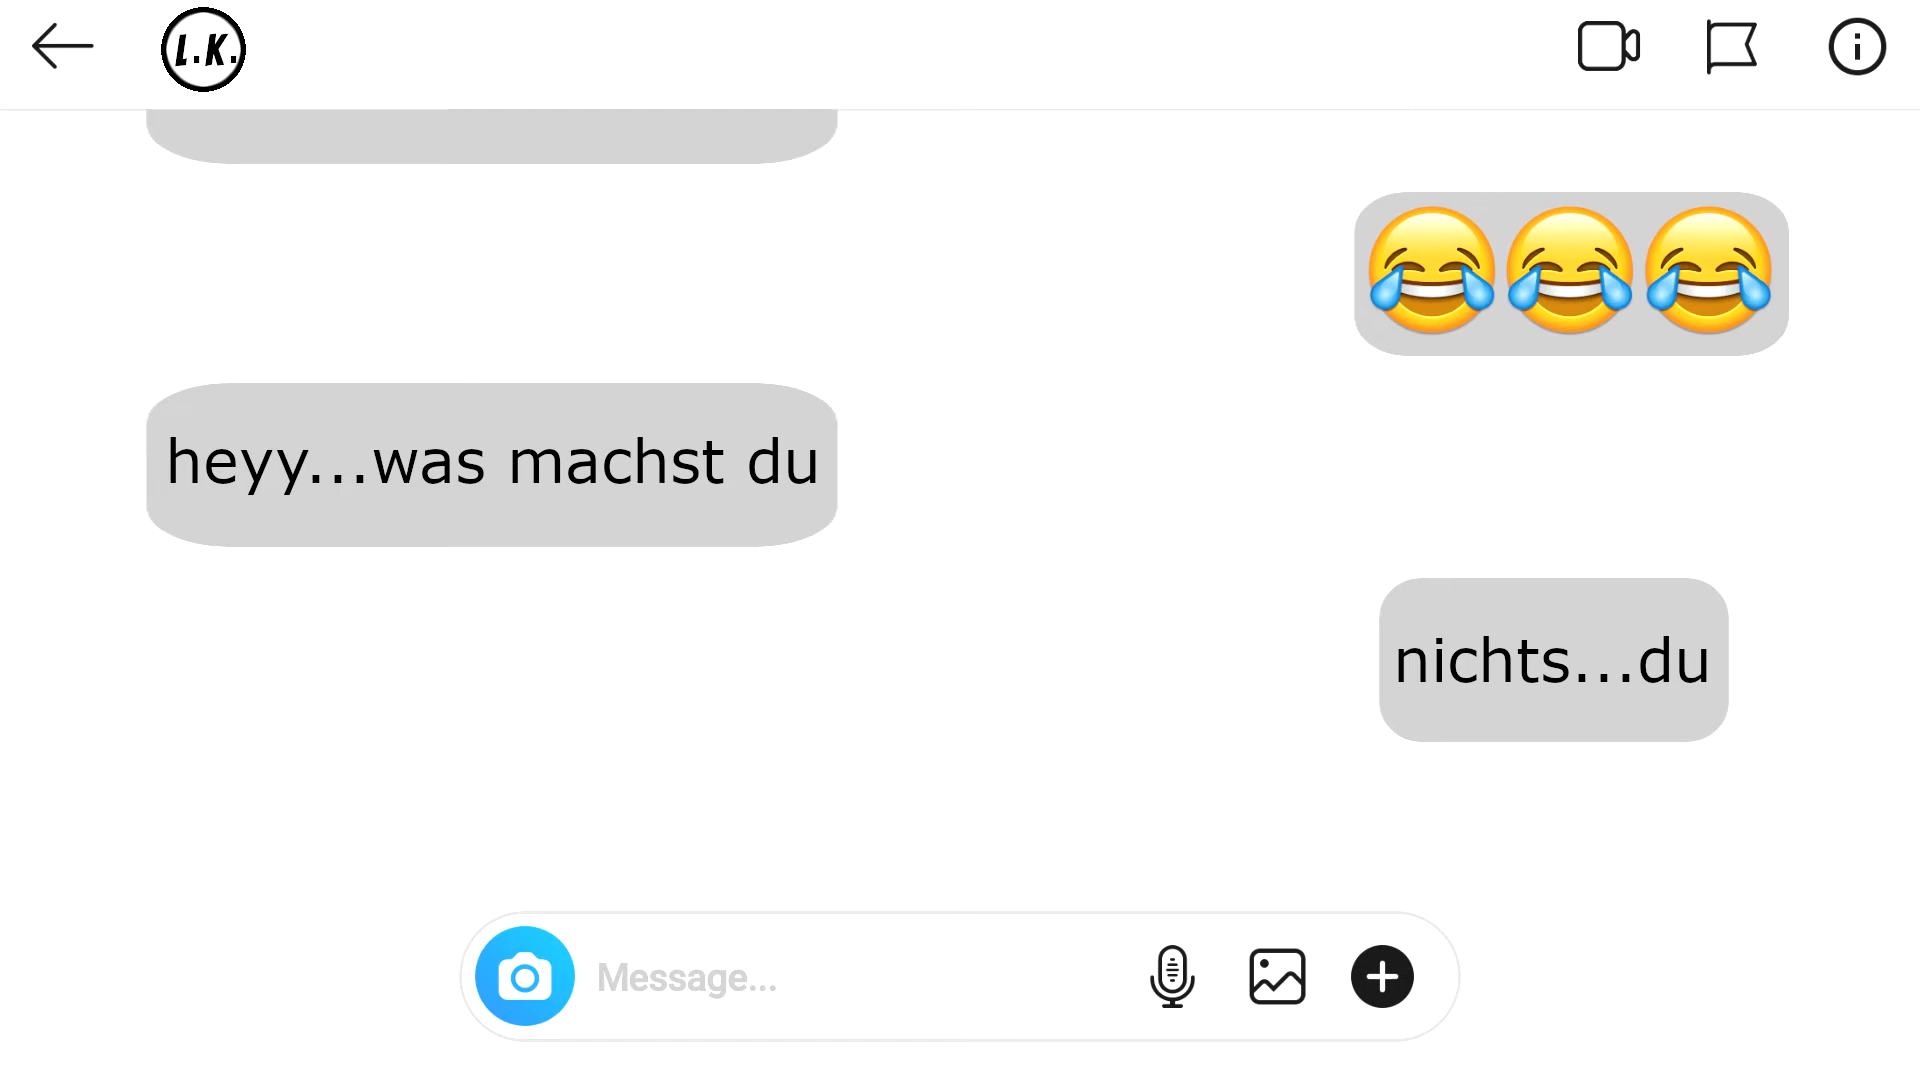 L.K.
😂😂😂
heyy...was machst du
nichts...du
Message...